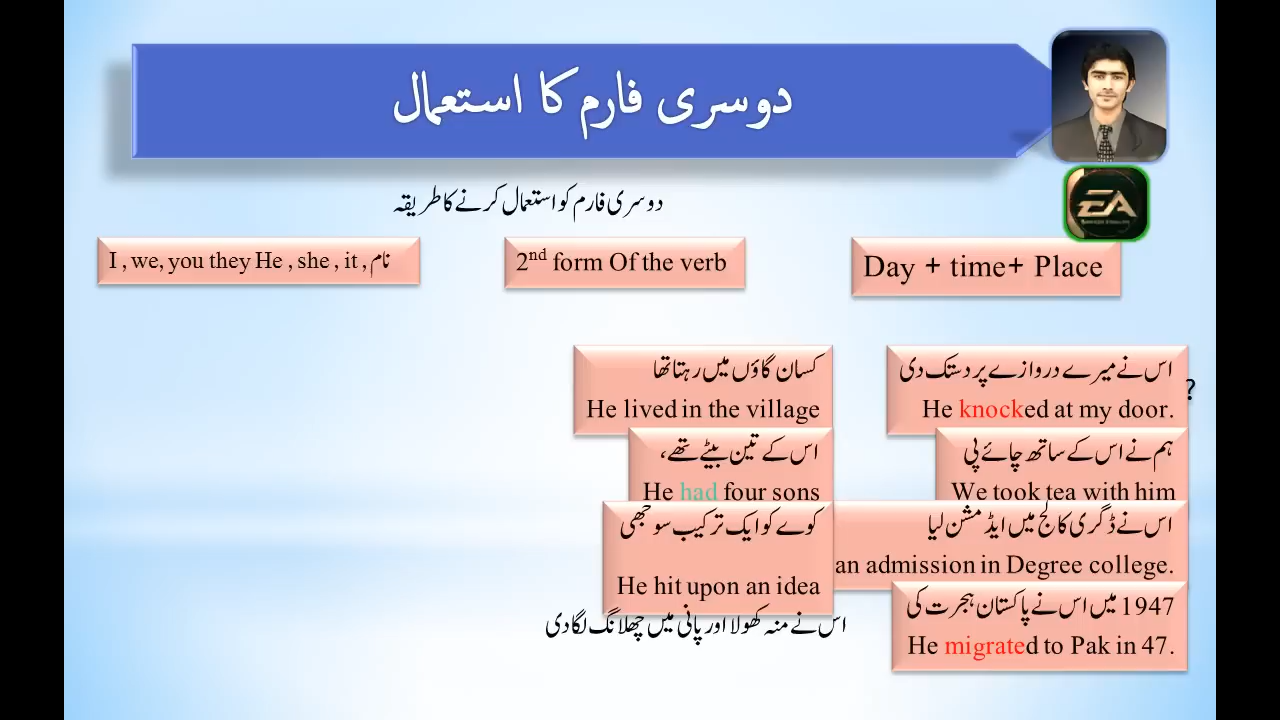 دوسری فارم کا استعمال
EA
دوسری فارم کو استعمال کرنے کا طریقہ
I , we, you they He , she , it , نام
2nd form Of the verb
Day + time+ Place
اس نے میرے دروازے پر دستک دی
?
He knocked at my door.
ہم نے اس کے ساتھ چائے پی
We took tea with him
اس نے ڈگری کالج میں ایڈمشن لیا
an admission in Degree college.
1947 میں اس نے پاکستان ہجرت کی
He migrated to Pak in 47.
کسان گاؤں میں رہتا تھا
He lived in the village
اس کے تین بیٹے تھے،
He had four sons
کوے کو ایک ترکیب سوجھی
He hit upon an idea
اس نے منہ کھولا اور پانی میں چھلانگ لگا دی